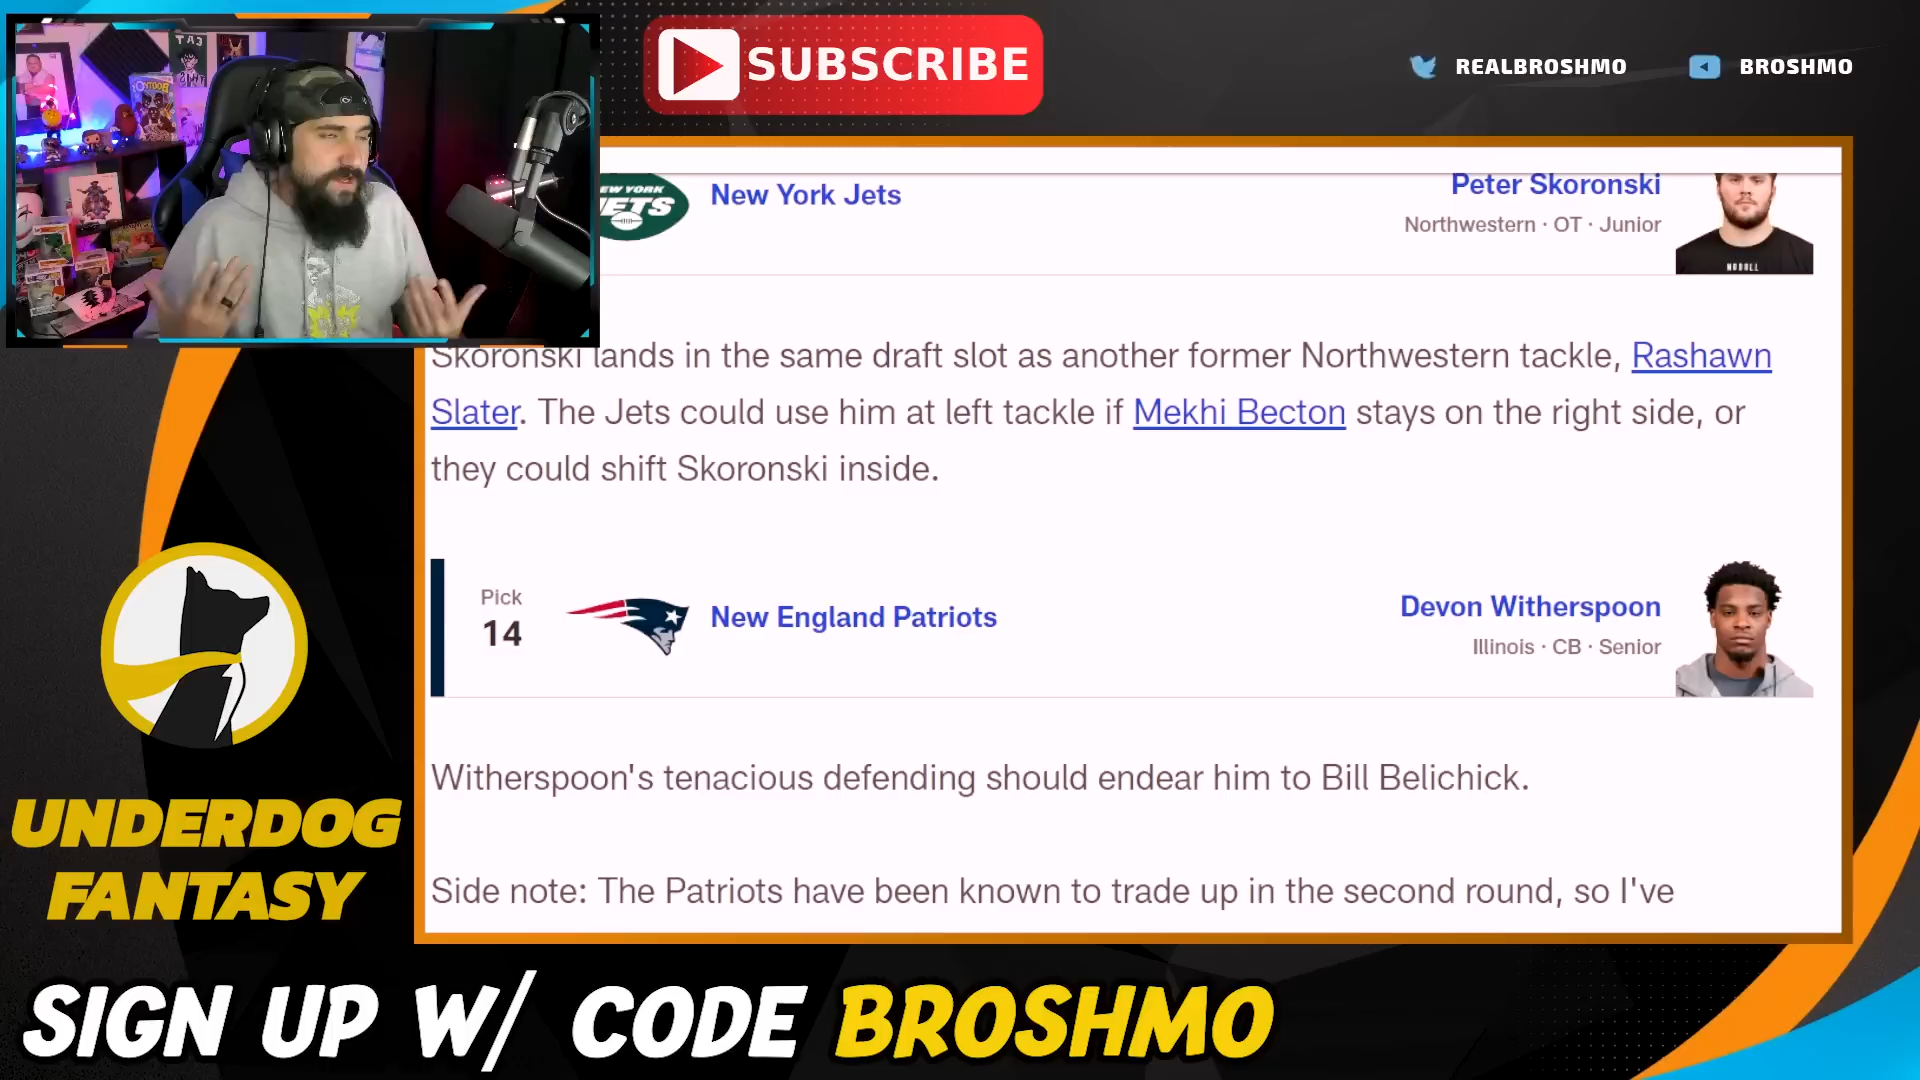 SUBSCRIBE
REALBROSHMO
BROSHMO
NEW YORK
JETS
New York Jets
Peter Skoronski
Northwestern · OT · Junior
Skoronski lands in the same draft slot as another former Northwestern tackle, Rashawn
Slater. The Jets could use him at left tackle if Mekhi Becton stays on the right side, or
they could shift Skoronski inside.
Pick
14
New England Patriots
Devon Witherspoon
Illinois · CB · Senior
Witherspoon's tenacious defending should endear him to Bill Belichick.
Side note: The Patriots have been known to trade up in the second round, so I've
UNDERDOG
FANTASY
SIGN UP W/ CODE BROSHMO